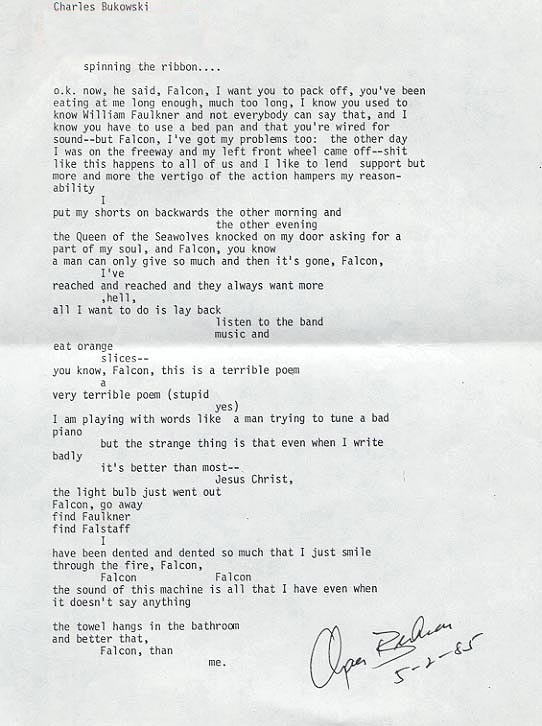 Charles Bukowski
spinning the ribbon....
o.k. now, he said, Falcon, I want you to pack off, you've been
eating at me long enough, much too long, I know you used to
know William Faulkner and not everybody can say that, and I
know you have to use a bed pan and that you're wired for
sound--but Falcon, I've got my problems too:  the other day
I was on the freeway and my left front wheel came off--shit
like this happens to all of us and I like to lend  support but
more and more the vertigo of the action hampers my reason-
ability
I
put my shorts on backwards the other morning and
the other evening
the Queen of the Seawolves knocked on my door asking for a
part of my soul, and Falcon, you know
a man can only give so much and then it's gone, Falcon,
I've
reached and reached and they always want more
,hell,
all I want to do is lay back
listen to the band
music and
eat orange
slices--
you know, Falcon, this is a terrible poem
a
very terrible poem (stupid
yes)
I am playing with words like  a man trying to tune a bad
piano
but the strange thing is that even when I write
badly
it's better than most--
Jesus Christ,
the light bulb just went out
Falcon, go away
find Faulkner
find Falstaff
I
have been dented and dented so much that I just smile
through the fire, Falcon,
Falcon Falcon
the sound of this machine is all that I have even when
it doesn't say anything
the towel hangs in the bathroom
and better that,
Falcon, than
me.
5-2-85